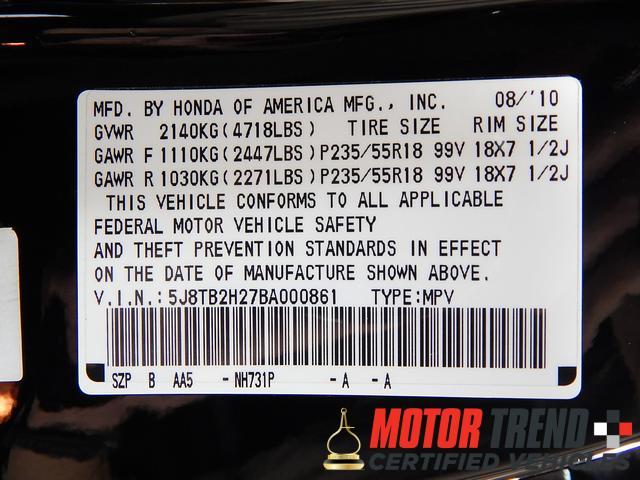 MFD. BY HONDA OF AMERICA MFG., INC. 08/'10
GVWR 2140KG(4718LBS) TIRE SIZE RIM SIZE
GAWR F 1110KG(2447LBS)P235/55R18 99V 18X7 1/2J
GAWR R 1030KG(2271LBS)P235/55R18 99V 18X7 1/2J
THIS VEHICLE CONFORMS TO ALL APPLICABLE
FEDERAL MOTOR VEHICLE SAFETY
AND THEFT PREVENTION STANDARDS IN EFFECT
ON THE DATE OF MANUFACTURE SHOWN ABOVE.
V.I.N.:5J8TB2H27BA000861 TYPE:MPV
SZP B AA5 -NH731P -A -A
MOTOR TREND
CERTIFIED VEHICLES